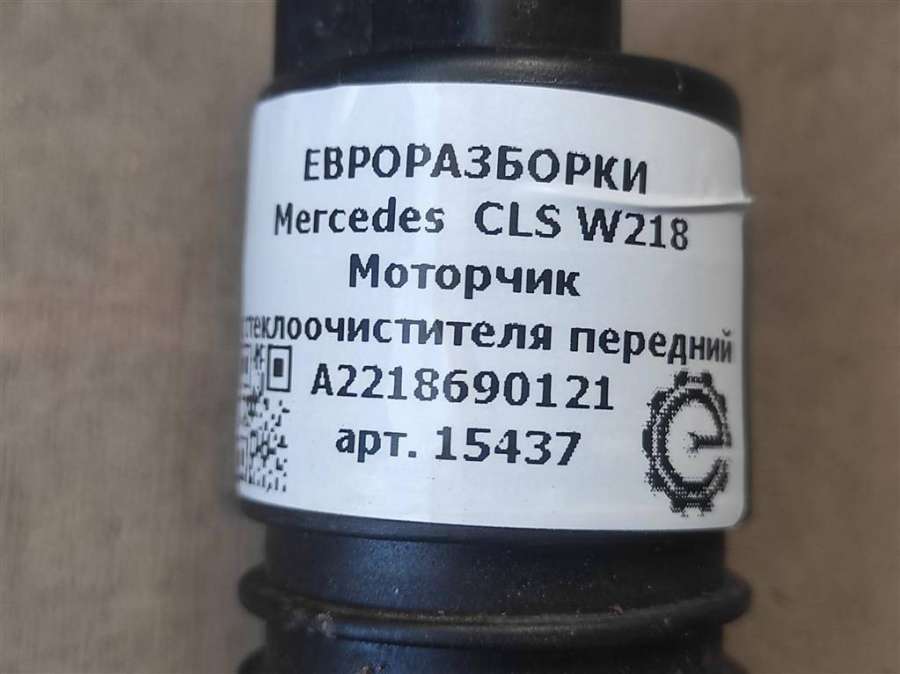 ЕВРОРАЗБОРКИ
Mercedes CLS W218
Моторчик
стеклоочистителя передний
A2218690121
арт. 15437